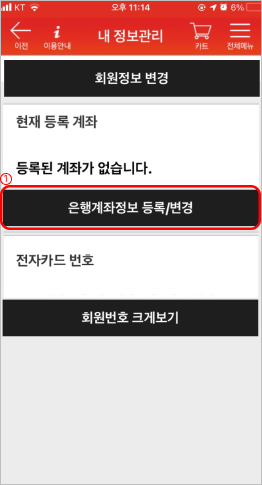 KT 오후 11:14 6%
이전 이용안내 내 정보관리 카트 전체메뉴
회원정보 변경
현재 등록 계좌
등록된 계좌가 없습니다.
①
은행계좌정보 등록/변경
전자카드 번호
회원번호 크게보기